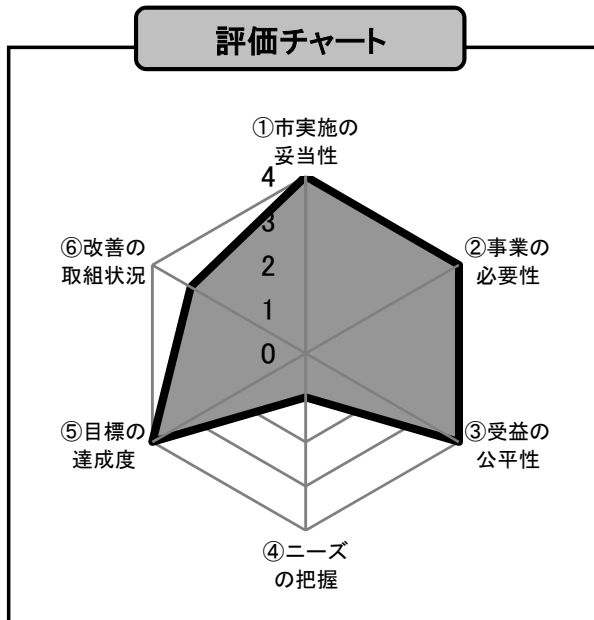 評価チャート
①市実施の
妥当性
4
3
2
1
0
②事業の
必要性
③受益の
公平性
④ニーズ
の把握
⑤目標の
達成度
⑥改善の
取組状況